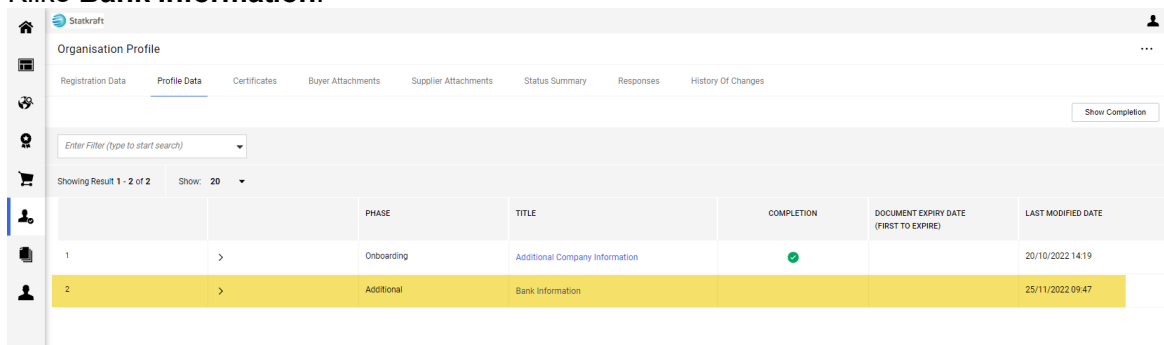 Statkraft
Organisation Profile
Registration Data Profile Data Certificates Buyer Attachments Supplier Attachments Status Summary Responses History Of Changes
Show Completion
Enter Filter (type to start search)
Showing Result 1 - 2 of 2 Show: 20
PHASE TITLE COMPLETION DOCUMENT EXPIRY DATE (FIRST TO EXPIRE) LAST MODIFIED DATE
1 > Onboarding Additional Company Information 20/10/2022 14:19
2 > Additional Bank Information 25/11/2022 09:47